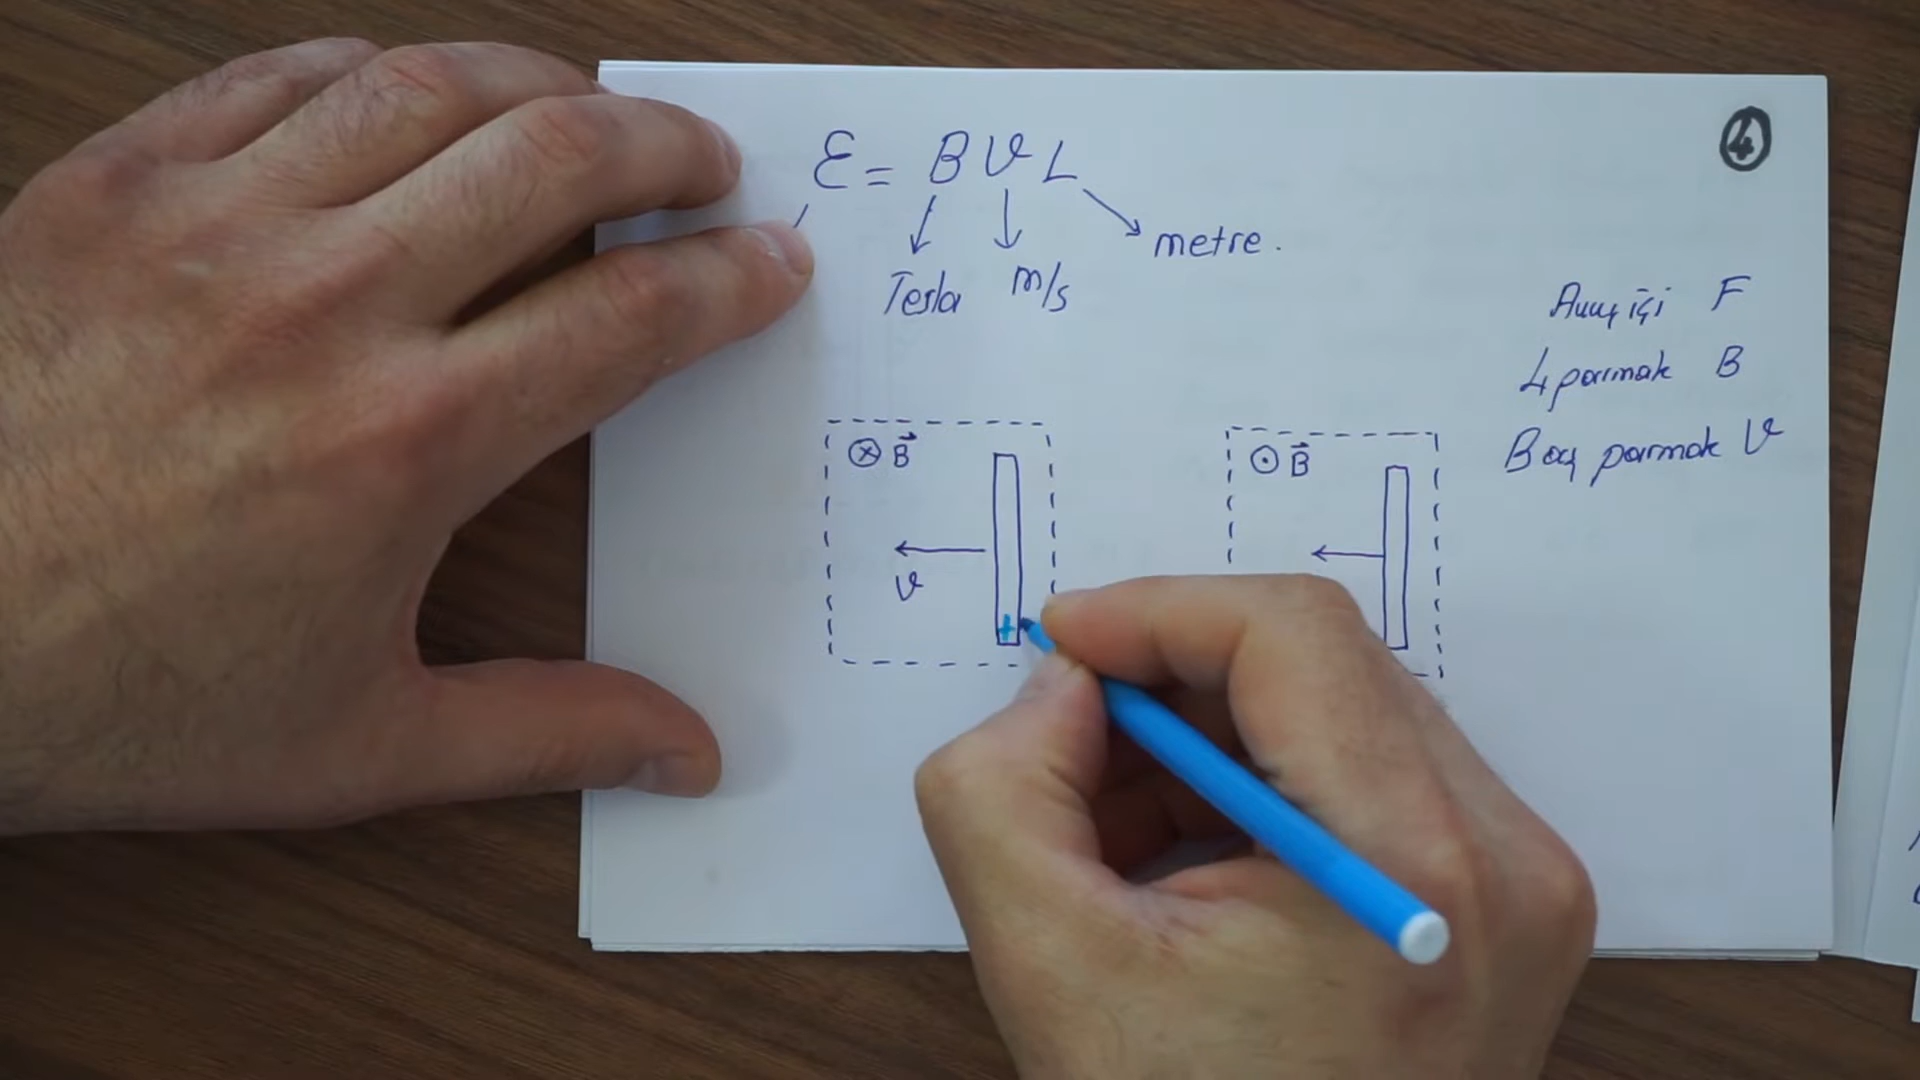 4
Ɛ = B V L
Tesla m/s metre.
Avuç içi F
4 parmak B
Baş parmak V
⊗ B⃗
V
+
⊙ B⃗